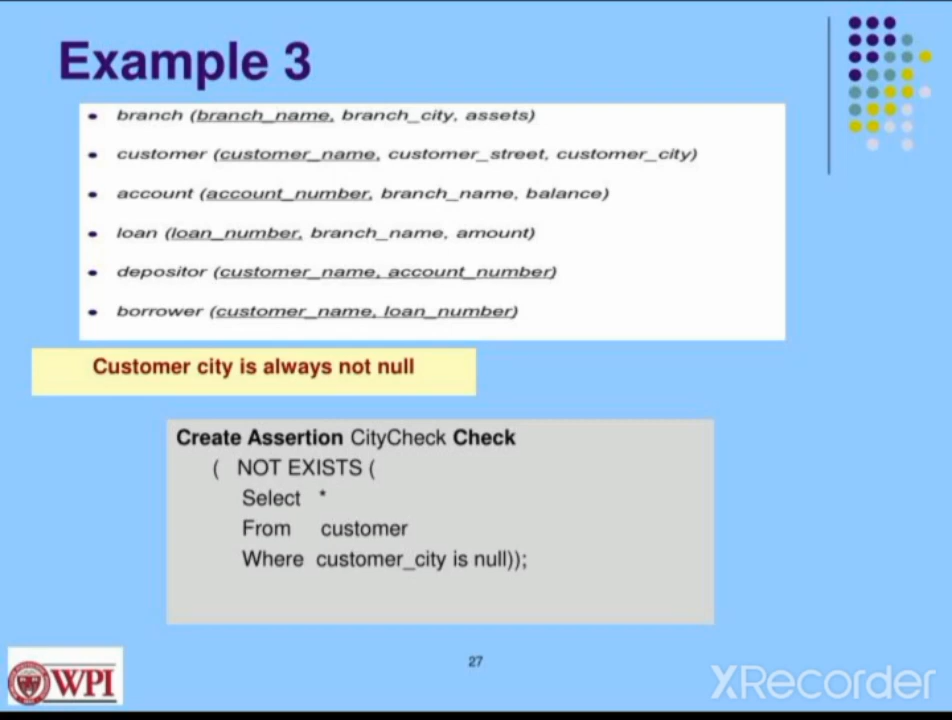 Example 3
branch (branch_name, branch_city, assets)
customer (customer_name, customer_street, customer_city)
account (account_number, branch_name, balance)
loan (loan_number, branch_name, amount)
depositor (customer_name, account_number)
borrower (customer_name, loan_number)
Customer city is always not null
Create Assertion CityCheck Check
( NOT EXISTS (
Select *
From customer
Where customer_city is null));
27
WPI
XRecorder